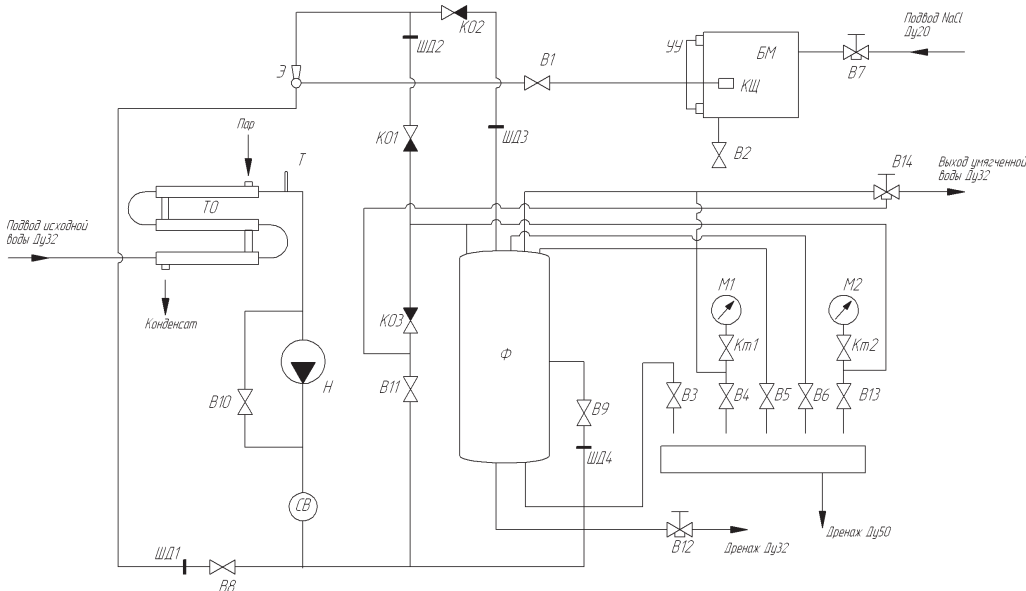 Подвод NaCl
Ду20
КО2
ШД2
УУ
БМ
В1
В7
Э
КЩ
Пар
КО1
ШД3
В2
Т
В14
Выход умягченной
воды Ду32
ТО
Подвод исходной
воды Ду32
М1
М2
Конденсат
КО3
Кт1
Кт2
Ф
Н
В10
В11
В9
В3
В4
В5
В6
В13
ШД4
СВ
Дренаж Ду50
ШД1
В12
Дренаж Ду32
В8